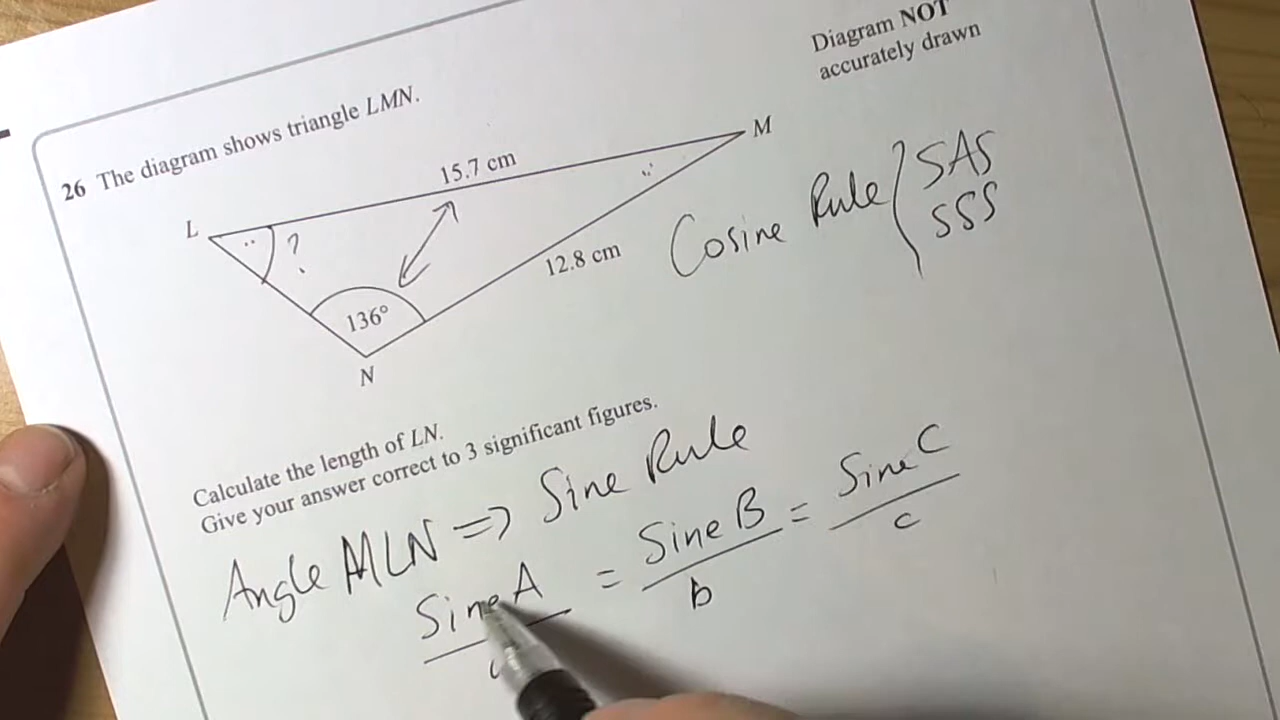 Diagram NOT
accurately drawn
26 The diagram shows triangle LMN.
M
15.7 cm
L
?
12.8 cm
136°
N
Cosine Rule SAS
SSS
Calculate the length of LN.
Give your answer correct to 3 significant figures.
Angle MLN => Sine Rule
Sine A = Sine B = Sine C
b c